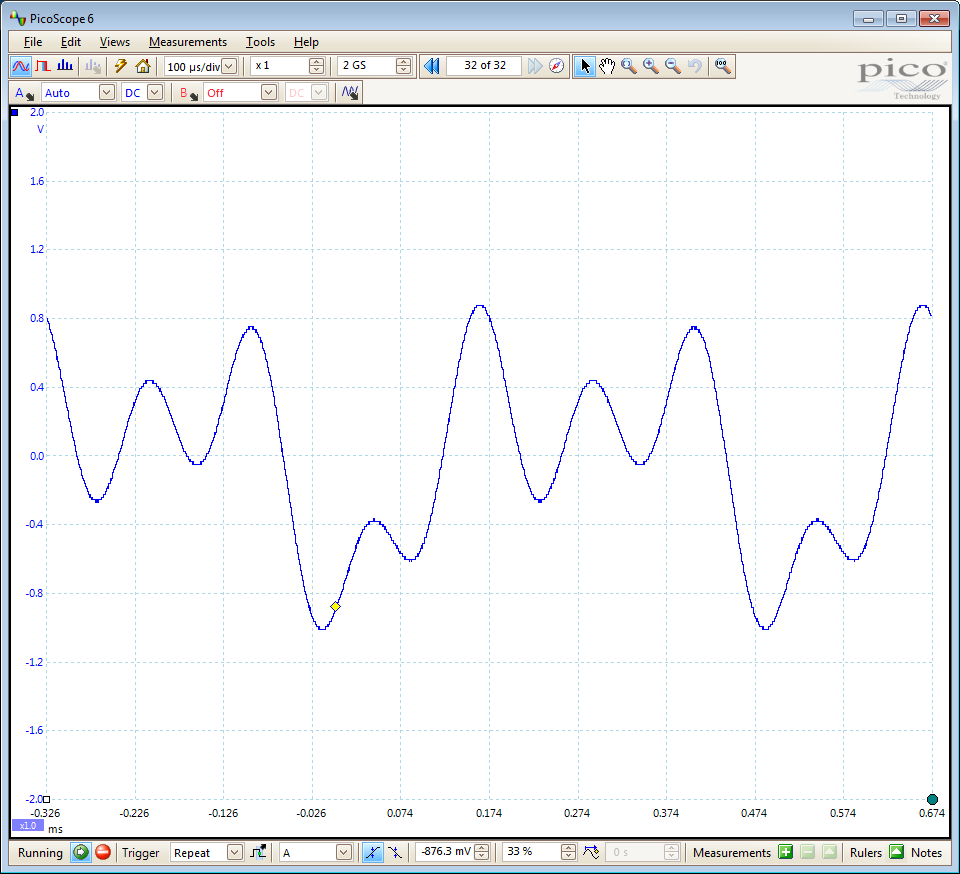 PicoScope 6
File Edit Views Measurements Tools Help
100 µs/div x 1 2 GS 32 of 32
pico
Technology
A Auto DC B Off DC
2.0
V
1.6
1.2
0.8
0.4
0.0
-0.4
-0.8
-1.2
-1.6
-2.0
-0.326 -0.226 -0.126 -0.026 0.074 0.174 0.274 0.374 0.474 0.574 0.674
x1.0 ms
Running Trigger Repeat A -876.3 mV 33 % 0 s Measurements Rulers Notes